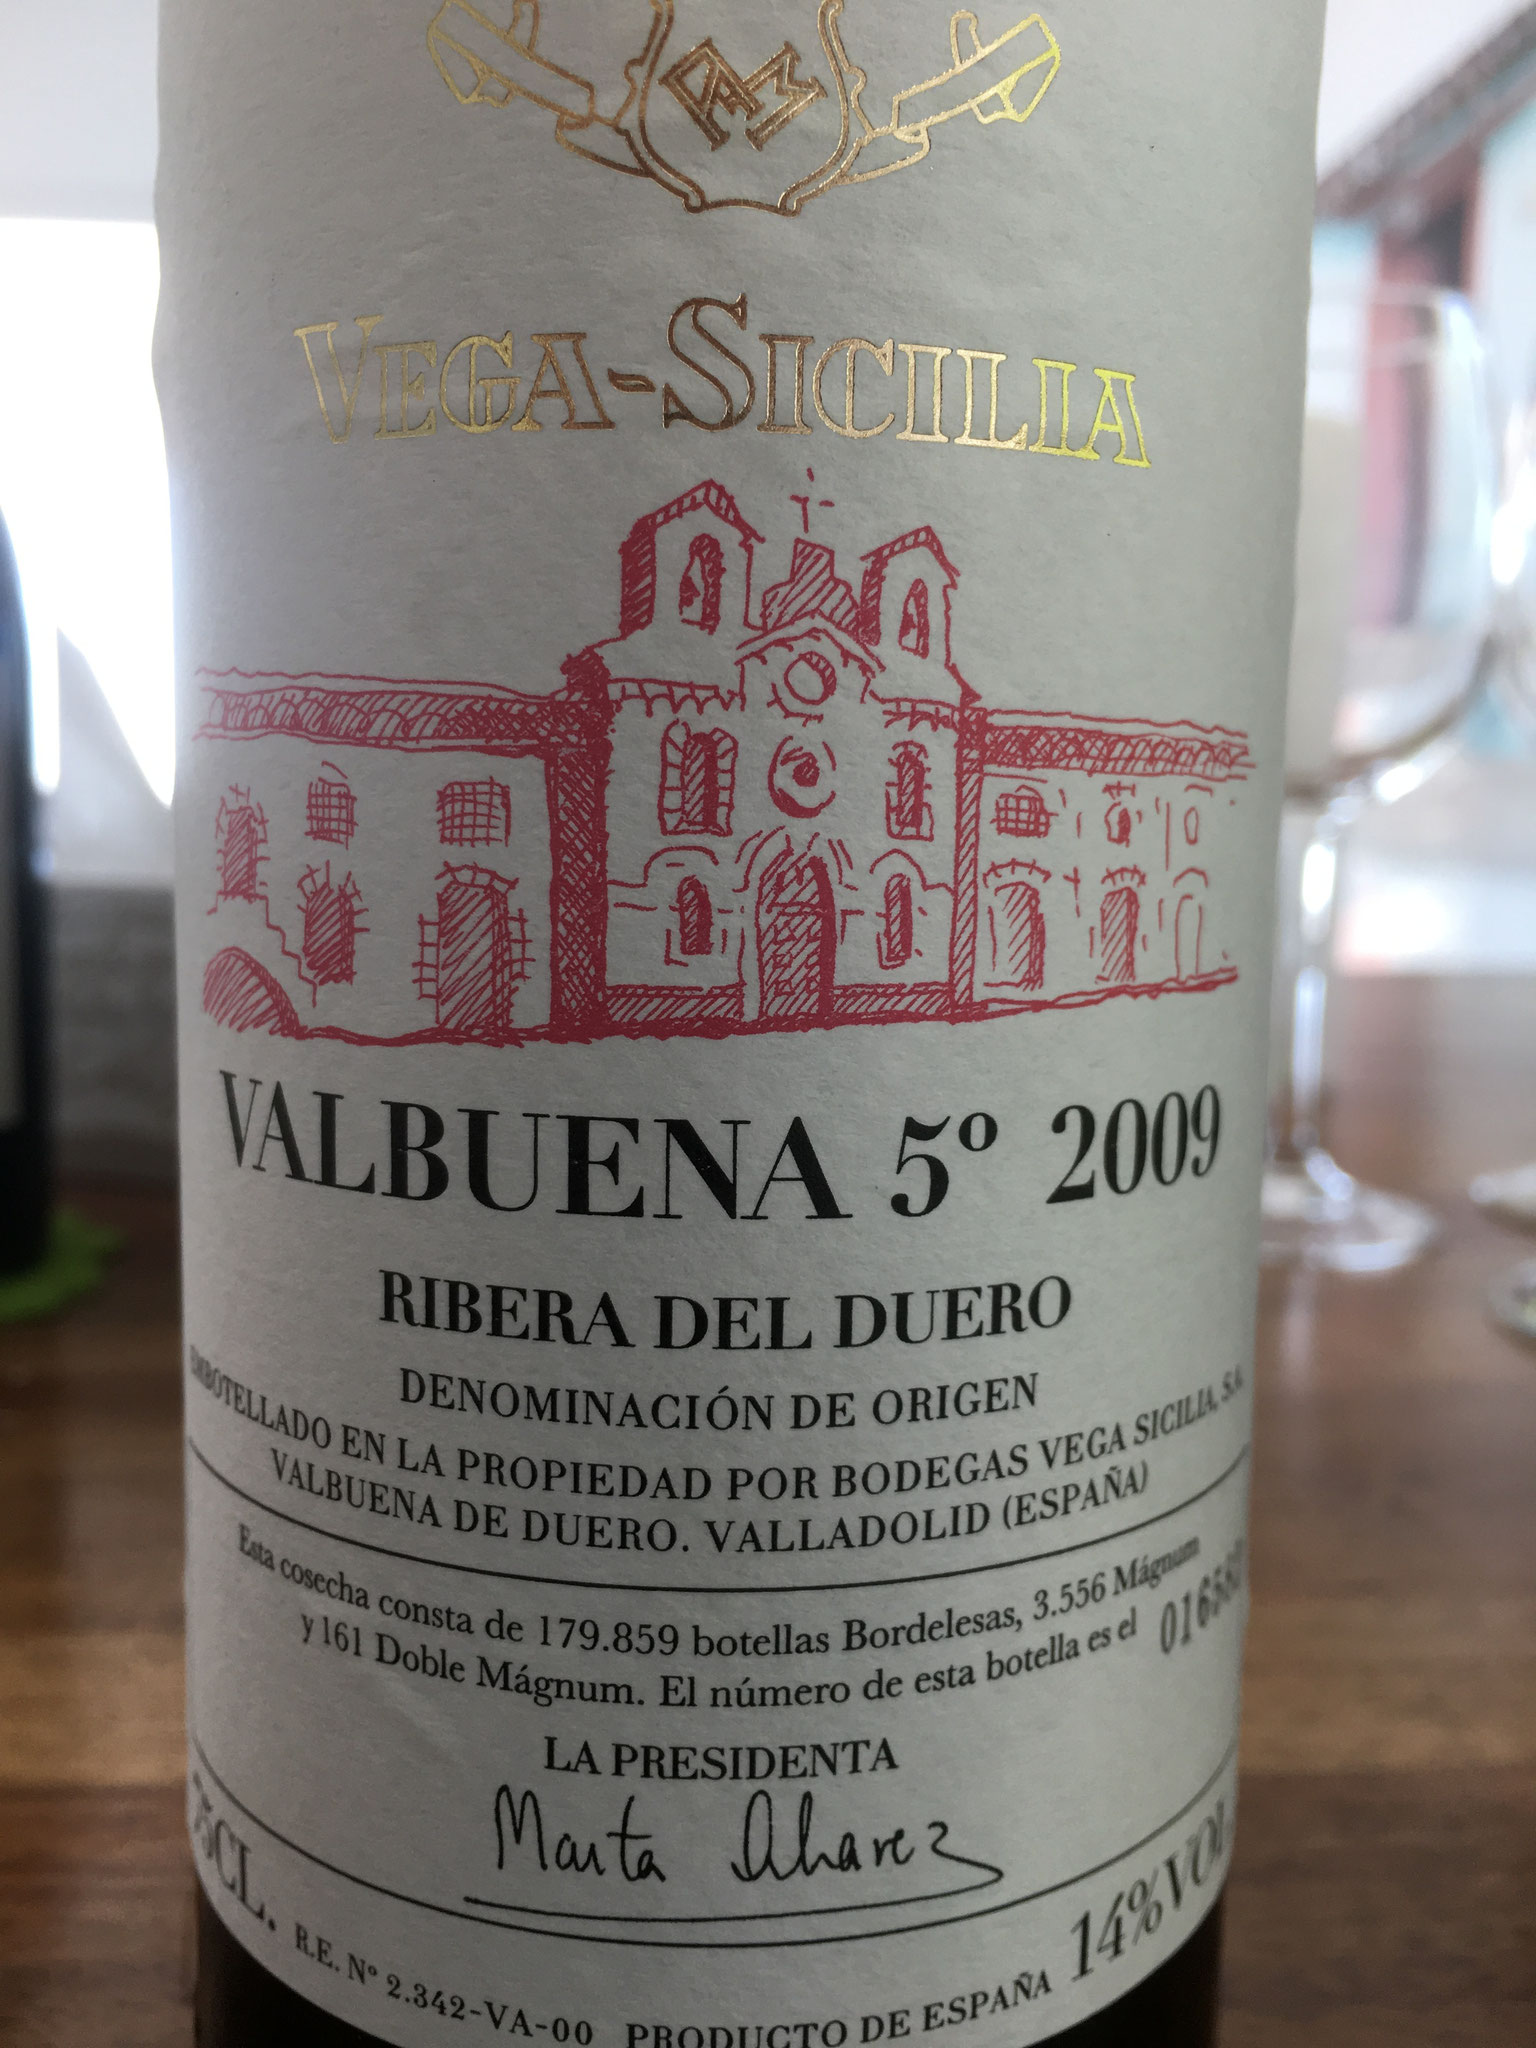 VEGA-SICILIA
VALBUENA 5º 2009
RIBERA DEL DUERO
DENOMINACIÓN DE ORIGEN
EMBOTELLADO EN LA PROPIEDAD POR BODEGAS VEGA SICILIA, S.A.
VALBUENA DE DUERO. VALLADOLID (ESPAÑA)
Esta cosecha consta de 179.859 botellas Bordelesas, 3.556 Mágnum
y 161 Doble Mágnum. El número de esta botella es el
LA PRESIDENTA
Marta Alvarez
75CL.
R.E. Nº 2.342-VA-00 PRODUCTO DE ESPAÑA 14% VOL.